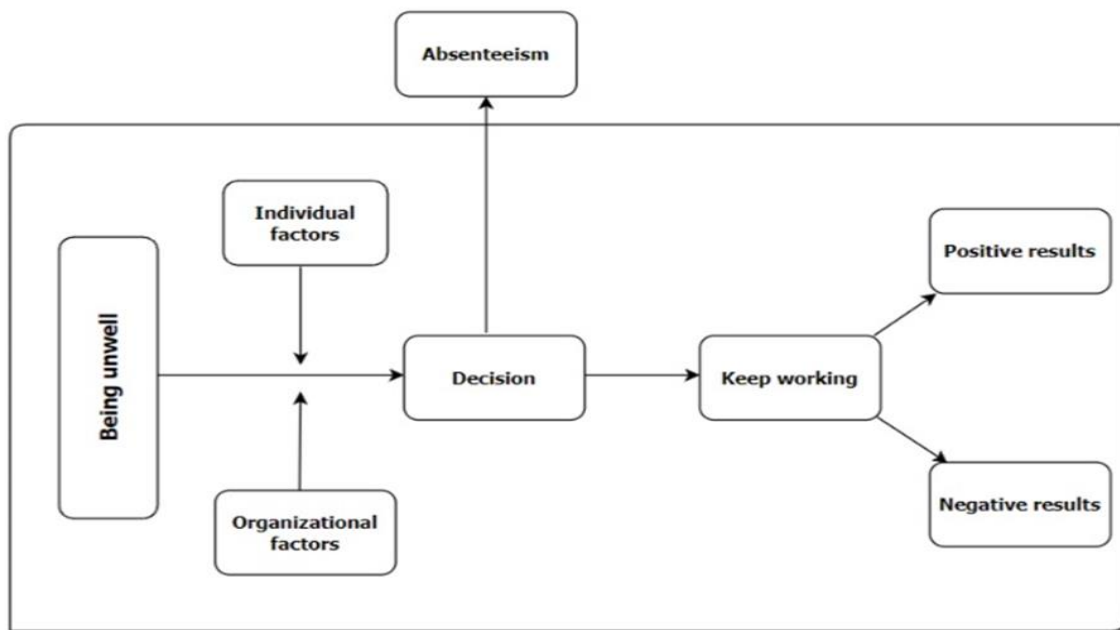 Absenteeism
Individual
factors
Being unwell
Decision
Keep working
Positive results
Organizational
factors
Negative results